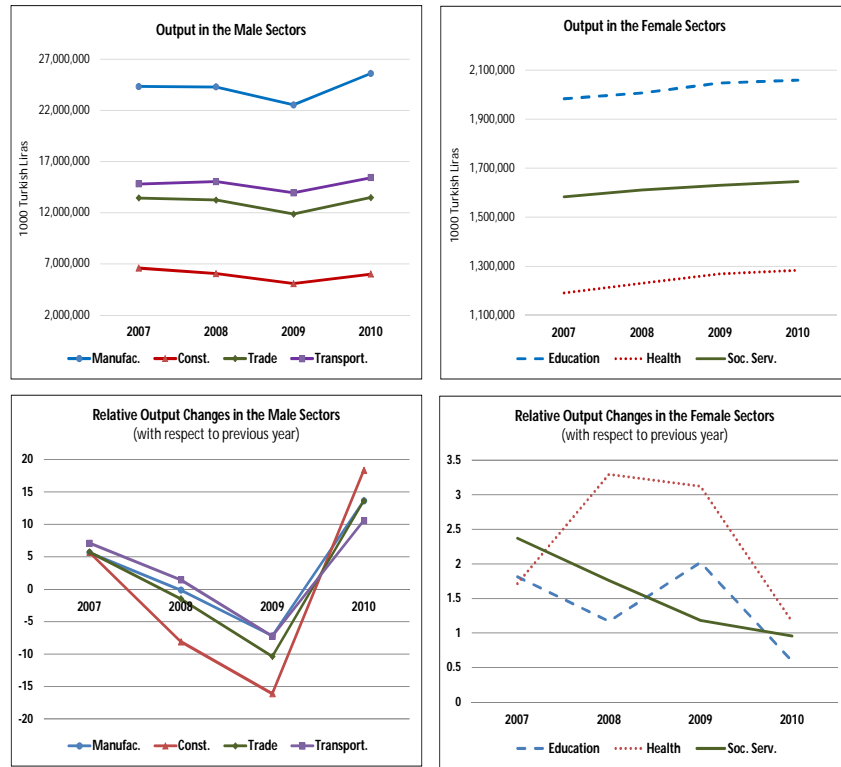 Output in the Male Sectors
27,000,000
22,000,000
17,000,000
12,000,000
7,000,000
2,000,000
1000 Turkish Liras
2007 2008 2009 2010
Manufac. Const. Trade Transport.
Output in the Female Sectors
2,100,000
1,900,000
1,700,000
1,500,000
1,300,000
1,100,000
1000 Turkish Liras
2007 2008 2009 2010
Education Health Soc. Serv.
Relative Output Changes in the Male Sectors
(with respect to previous year)
20
15
10
5
0
-5
-10
-15
-20
2007 2008 2009 2010
Manufac. Const. Trade Transport.
Relative Output Changes in the Female Sectors
(with respect to previous year)
3.5
3
2.5
2
1.5
1
0.5
0
2007 2008 2009 2010
Education Health Soc. Serv.